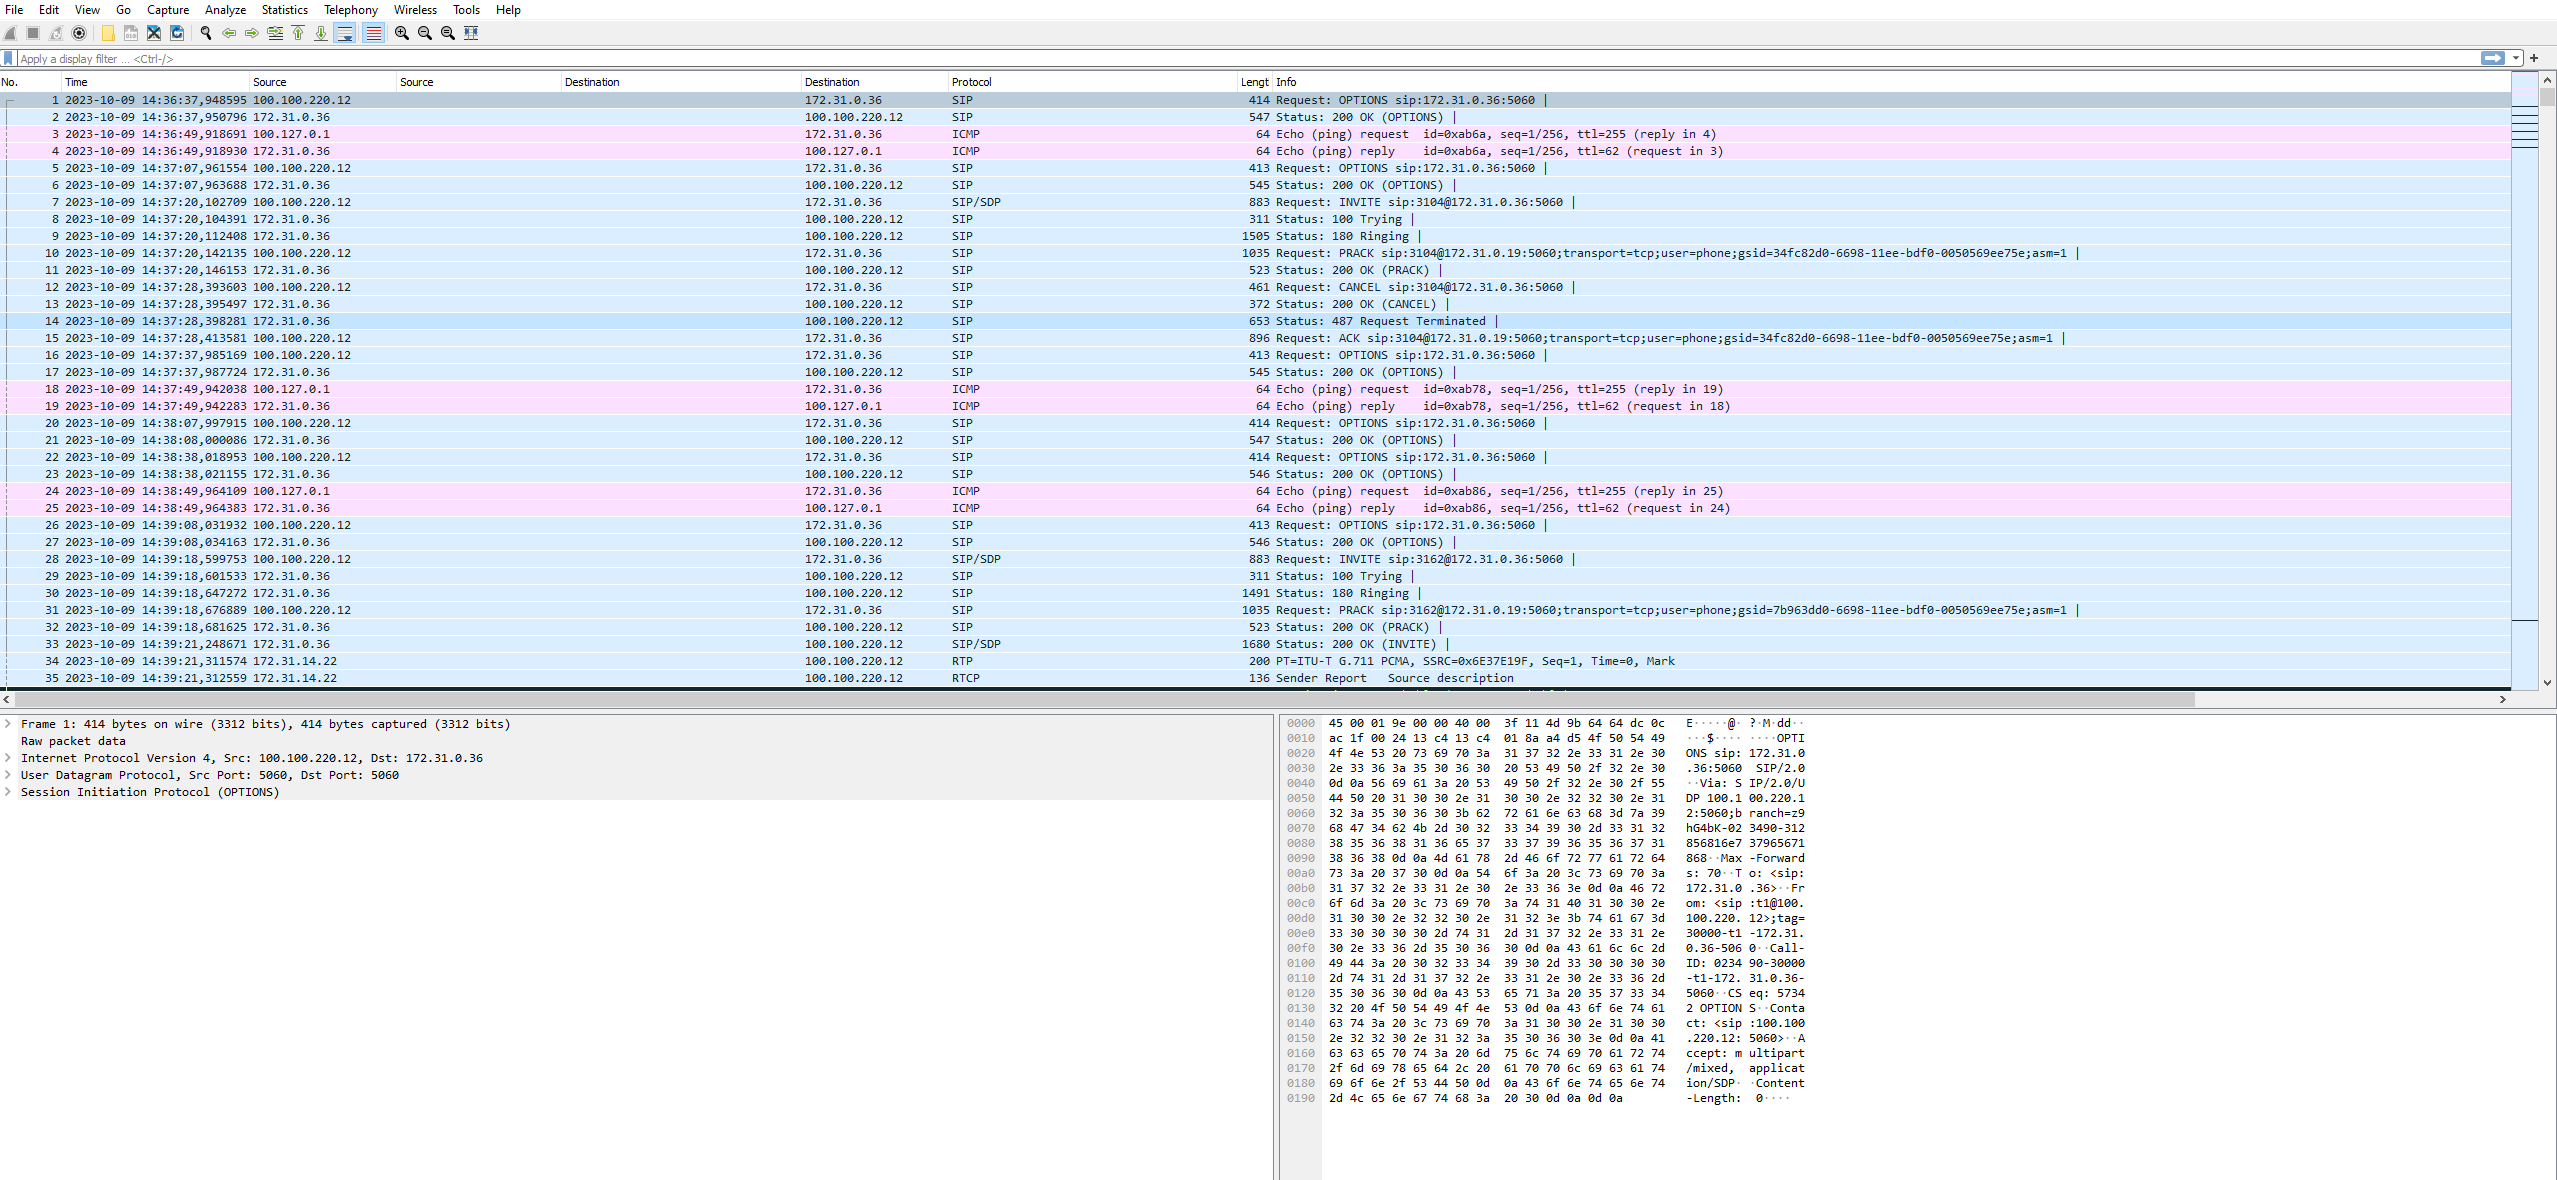 File Edit View Go Capture Analyze Statistics Telephony Wireless Tools Help
Apply a display filter ... <Ctrl-/>
No. Time Source Source Destination Destination Protocol Lengt Info
1 2023-10-09 14:36:37,948595 100.100.220.12 172.31.0.36 SIP 414 Request: OPTIONS sip:172.31.0.36:5060 |
2 2023-10-09 14:36:37,950796 172.31.0.36 100.100.220.12 SIP 547 Status: 200 OK (OPTIONS) |
3 2023-10-09 14:36:49,918691 100.127.0.1 172.31.0.36 ICMP 64 Echo (ping) request id=0xab6a, seq=1/256, ttl=255 (reply in 4)
4 2023-10-09 14:36:49,918930 172.31.0.36 100.127.0.1 ICMP 64 Echo (ping) reply id=0xab6a, seq=1/256, ttl=62 (request in 3)
5 2023-10-09 14:37:07,961554 100.100.220.12 172.31.0.36 SIP 413 Request: OPTIONS sip:172.31.0.36:5060 |
6 2023-10-09 14:37:07,963688 172.31.0.36 100.100.220.12 SIP 545 Status: 200 OK (OPTIONS) |
7 2023-10-09 14:37:20,102709 100.100.220.12 172.31.0.36 SIP/SDP 883 Request: INVITE sip:3104@172.31.0.36:5060 |
8 2023-10-09 14:37:20,104391 172.31.0.36 100.100.220.12 SIP 311 Status: 100 Trying |
9 2023-10-09 14:37:20,112408 172.31.0.36 100.100.220.12 SIP 1505 Status: 180 Ringing |
10 2023-10-09 14:37:20,142135 100.100.220.12 172.31.0.36 SIP 1035 Request: PRACK sip:3104@172.31.0.19:5060;transport=tcp;user=phone;gsid=34fc82d0-6698-11ee-bdf0-0050569ee75e;asm=1 |
11 2023-10-09 14:37:20,146153 172.31.0.36 100.100.220.12 SIP 523 Status: 200 OK (PRACK) |
12 2023-10-09 14:37:28,393603 100.100.220.12 172.31.0.36 SIP 461 Request: CANCEL sip:3104@172.31.0.36:5060 |
13 2023-10-09 14:37:28,395497 172.31.0.36 100.100.220.12 SIP 372 Status: 200 OK (CANCEL) |
14 2023-10-09 14:37:28,398281 172.31.0.36 100.100.220.12 SIP 653 Status: 487 Request Terminated |
15 2023-10-09 14:37:28,413581 100.100.220.12 172.31.0.36 SIP 896 Request: ACK sip:3104@172.31.0.19:5060;transport=tcp;user=phone;gsid=34fc82d0-6698-11ee-bdf0-0050569ee75e;asm=1 |
16 2023-10-09 14:37:37,985169 100.100.220.12 172.31.0.36 SIP 413 Request: OPTIONS sip:172.31.0.36:5060 |
17 2023-10-09 14:37:37,987724 172.31.0.36 100.100.220.12 SIP 545 Status: 200 OK (OPTIONS) |
18 2023-10-09 14:37:49,942038 100.127.0.1 172.31.0.36 ICMP 64 Echo (ping) request id=0xab78, seq=1/256, ttl=255 (reply in 19)
19 2023-10-09 14:37:49,942283 172.31.0.36 100.127.0.1 ICMP 64 Echo (ping) reply id=0xab78, seq=1/256, ttl=62 (request in 18)
20 2023-10-09 14:38:07,997915 100.100.220.12 172.31.0.36 SIP 414 Request: OPTIONS sip:172.31.0.36:5060 |
21 2023-10-09 14:38:08,000086 172.31.0.36 100.100.220.12 SIP 547 Status: 200 OK (OPTIONS) |
22 2023-10-09 14:38:38,018953 100.100.220.12 172.31.0.36 SIP 414 Request: OPTIONS sip:172.31.0.36:5060 |
23 2023-10-09 14:38:38,021155 172.31.0.36 100.100.220.12 SIP 546 Status: 200 OK (OPTIONS) |
24 2023-10-09 14:38:49,964109 100.127.0.1 172.31.0.36 ICMP 64 Echo (ping) request id=0xab86, seq=1/256, ttl=255 (reply in 25)
25 2023-10-09 14:38:49,964383 172.31.0.36 100.127.0.1 ICMP 64 Echo (ping) reply id=0xab86, seq=1/256, ttl=62 (request in 24)
26 2023-10-09 14:39:08,031932 100.100.220.12 172.31.0.36 SIP 413 Request: OPTIONS sip:172.31.0.36:5060 |
27 2023-10-09 14:39:08,034163 172.31.0.36 100.100.220.12 SIP 546 Status: 200 OK (OPTIONS) |
28 2023-10-09 14:39:18,599753 100.100.220.12 172.31.0.36 SIP/SDP 883 Request: INVITE sip:3162@172.31.0.36:5060 |
29 2023-10-09 14:39:18,601533 172.31.0.36 100.100.220.12 SIP 311 Status: 100 Trying |
30 2023-10-09 14:39:18,647272 172.31.0.36 100.100.220.12 SIP 1491 Status: 180 Ringing |
31 2023-10-09 14:39:18,676889 100.100.220.12 172.31.0.36 SIP 1035 Request: PRACK sip:3162@172.31.0.19:5060;transport=tcp;user=phone;gsid=7b963dd0-6698-11ee-bdf0-0050569ee75e;asm=1 |
32 2023-10-09 14:39:18,681625 172.31.0.36 100.100.220.12 SIP 523 Status: 200 OK (PRACK) |
33 2023-10-09 14:39:21,248671 172.31.0.36 100.100.220.12 SIP/SDP 1680 Status: 200 OK (INVITE) |
34 2023-10-09 14:39:21,311574 172.31.14.22 100.100.220.12 RTP 200 PT=ITU-T G.711 PCMA, SSRC=0x6E37E19F, Seq=1, Time=0, Mark
35 2023-10-09 14:39:21,312559 172.31.14.22 100.100.220.12 RTCP 136 Sender Report Source description
Frame 1: 414 bytes on wire (3312 bits), 414 bytes captured (3312 bits)
Raw packet data
Internet Protocol Version 4, Src: 100.100.220.12, Dst: 172.31.0.36
User Datagram Protocol, Src Port: 5060, Dst Port: 5060
Session Initiation Protocol (OPTIONS)
0000 45 00 01 9e 00 00 40 00 3f 11 4d 9b 64 64 dc 0c E·····@· ?·M·dd··
0010 ac 1f 00 24 13 c4 13 c4 01 8a a4 d5 4f 50 54 49 ···$···· ····OPTI
0020 4f 4e 53 20 73 69 70 3a 31 37 32 2e 33 31 2e 30 ONS sip: 172.31.0
0030 2e 33 36 3a 35 30 36 30 20 53 49 50 2f 32 2e 30 .36:5060 SIP/2.0
0040 0d 0a 56 69 61 3a 20 53 49 50 2f 32 2e 30 2f 55 ··Via: S IP/2.0/U
0050 44 50 20 31 30 30 2e 31 30 30 2e 32 32 30 2e 31 DP 100.1 00.220.1
0060 32 3a 35 30 36 30 3b 62 72 61 6e 63 68 3d 7a 39 2:5060;b ranch=z9
0070 68 47 34 62 4b 2d 30 32 33 34 39 30 2d 33 31 32 hG4bK-02 3490-312
0080 38 35 36 38 31 36 65 37 33 37 39 36 35 36 37 31 856816e7 37965671
0090 38 36 38 0d 0a 4d 61 78 2d 46 6f 72 77 61 72 64 868··Max -Forward
00a0 73 3a 20 37 30 0d 0a 54 6f 3a 20 3c 73 69 70 3a s: 70··T o: <sip:
00b0 31 37 32 2e 33 31 2e 30 2e 33 36 3e 0d 0a 46 72 172.31.0 .36>··Fr
00c0 6f 6d 3a 20 3c 73 69 70 3a 74 31 40 31 30 30 2e om: <sip :t1@100.
00d0 31 30 30 2e 32 32 30 2e 31 32 3e 3b 74 61 67 3d 100.220. 12>;tag=
00e0 33 30 30 30 30 2d 74 31 2d 31 37 32 2e 33 31 2e 30000-t1 -172.31.
00f0 30 2e 33 36 2d 35 30 36 30 0d 0a 43 61 6c 6c 2d 0.36-506 0··Call-
0100 49 44 3a 20 30 32 33 34 39 30 2d 33 30 30 30 30 ID: 0234 90-30000
0110 2d 74 31 2d 31 37 32 2e 33 31 2e 30 2e 33 36 2d -t1-172. 31.0.36-
0120 35 30 36 30 0d 0a 43 53 65 71 3a 20 35 37 33 34 5060··CS eq: 5734
0130 32 20 4f 50 54 49 4f 4e 53 0d 0a 43 6f 6e 74 61 2 OPTION S··Conta
0140 63 74 3a 20 3c 73 69 70 3a 31 30 30 2e 31 30 30 ct: <sip :100.100
0150 2e 32 32 30 2e 31 32 3a 35 30 36 30 3e 0d 0a 41 .220.12: 5060>··A
0160 63 63 65 70 74 3a 20 6d 75 6c 74 69 70 61 72 74 ccept: m ultipart
0170 2f 6d 69 78 65 64 2c 20 61 70 70 6c 69 63 61 74 /mixed, applicat
0180 69 6f 6e 2f 53 44 50 0d 0a 43 6f 6e 74 65 6e 74 ion/SDP· ·Content
0190 2d 4c 65 6e 67 74 68 3a 20 30 0d 0a 0d 0a -Length: 0····